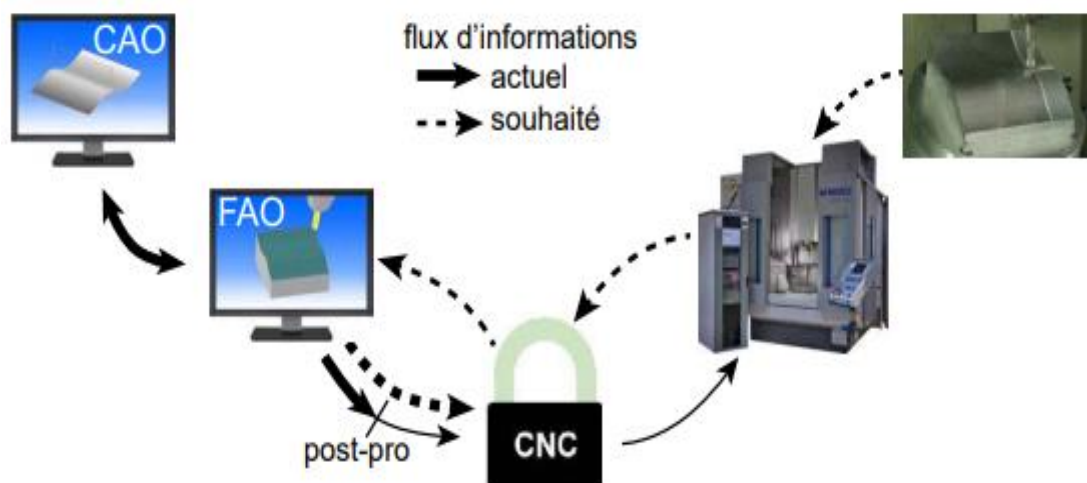 CAO
flux d'informations
actuel
souhaité
FAO
post-pro
CNC